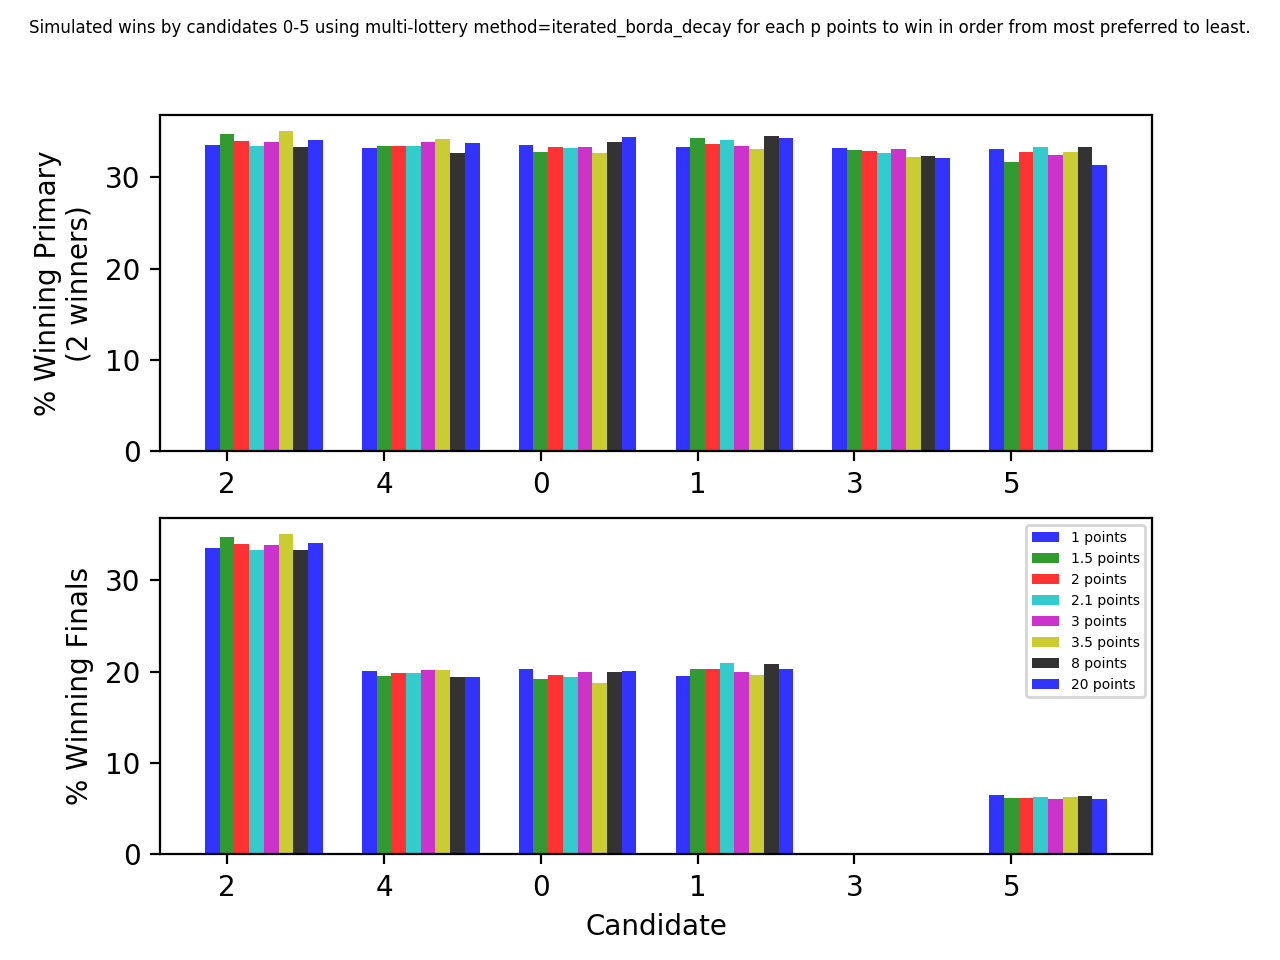 Simulated wins by candidates 0-5 using multi-lottery method=iterated_borda_decay for each p points to win in order from most preferred to least.
% Winning Primary
(2 winners)
30
20
10
0
2 4 0 1 3 5
% Winning Finals
30
20
10
0
1 points
1.5 points
2 points
2.1 points
3 points
3.5 points
8 points
20 points
2 4 0 1 3 5
Candidate